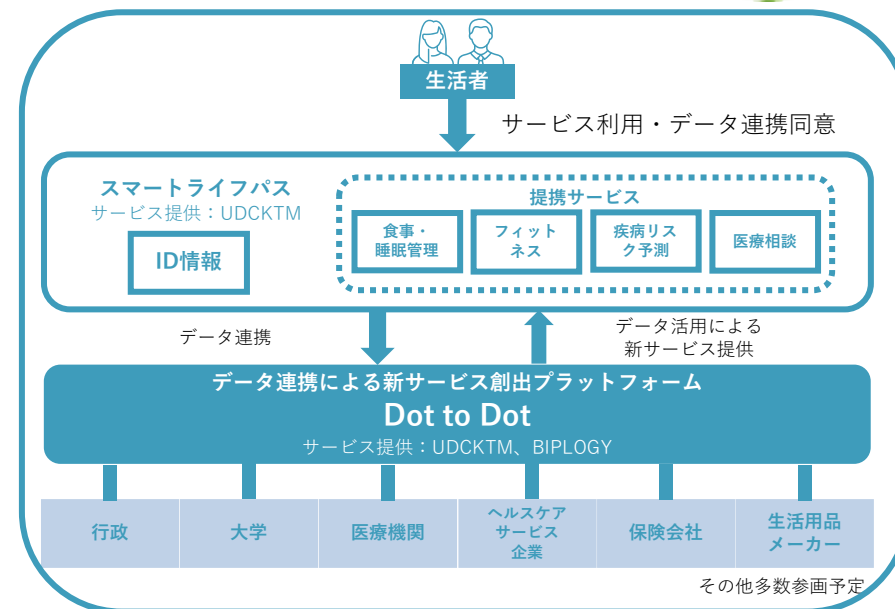 生活者
サービス利用・データ連携同意
スマートライフパス
サービス提供：UDCKTM
ID情報
提携サービス
食事・
睡眠管理
フィット
ネス
疾病リス
ク予測
医療相談
データ連携
データ活用による
新サービス提供
データ連携による新サービス創出プラットフォーム
Dot to Dot
サービス提供：UDCKTM、BIPLOGY
行政
大学
医療機関
ヘルスケア
サービス
企業
保険会社
生活用品
メーカー
その他多数参画予定